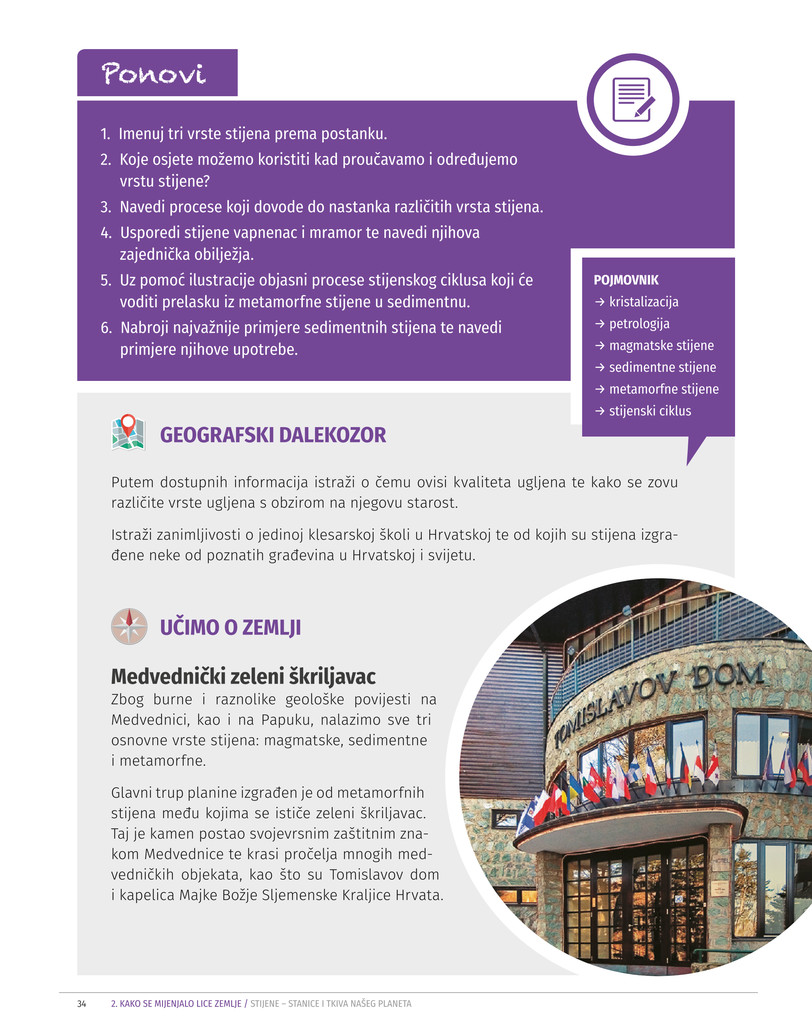 Ponovi
1. Imenuj tri vrste stijena prema postanku.
2. Koje osjete možemo koristiti kad proučavamo i određujemo
vrstu stijene?
3. Navedi procese koji dovode do nastanka različitih vrsta stijena.
4. Usporedi stijene vapnenac i mramor te navedi njihova
zajednička obilježja.
5. Uz pomoć ilustracije objasni procese stijenskog ciklusa koji će
voditi prelasku iz metamorfne stijene u sedimentnu.
6. Nabroji najvažnije primjere sedimentnih stijena te navedi
primjere njihove upotrebe.
POJMOVNIK
→ kristalizacija
→ petrologija
→ magmatske stijene
→ sedimentne stijene
→ metamorfne stijene
→ stijenski ciklus
GEOGRAFSKI DALEKOZOR
Putem dostupnih informacija istraži o čemu ovisi kvaliteta ugljena te kako se zovu
različite vrste ugljena s obzirom na njegovu starost.
Istraži zanimljivosti o jedinoj klesarskoj školi u Hrvatskoj te od kojih su stijena izgra-
đene neke od poznatih građevina u Hrvatskoj i svijetu.
UČIMO O ZEMLJI
Medvednički zeleni škriljavac
Zbog burne i raznolike geološke povijesti na
Medvednici, kao i na Papuku, nalazimo sve tri
osnovne vrste stijena: magmatske, sedimentne
i metamorfne.
Glavni trup planine izgrađen je od metamorfnih
stijena među kojima se ističe zeleni škriljavac.
Taj je kamen postao svojevrsnim zaštitnim zna-
kom Medvednice te krasi pročelja mnogih med-
vedničkih objekata, kao što su Tomislavov dom
i kapelica Majke Božje Sljemenske Kraljice Hrvata.
TOMISLAVOV DOM
34 2. KAKO SE MIJENJALO LICE ZEMLJE / STIJENE – STANICE I TKIVA NAŠEG PLANETA